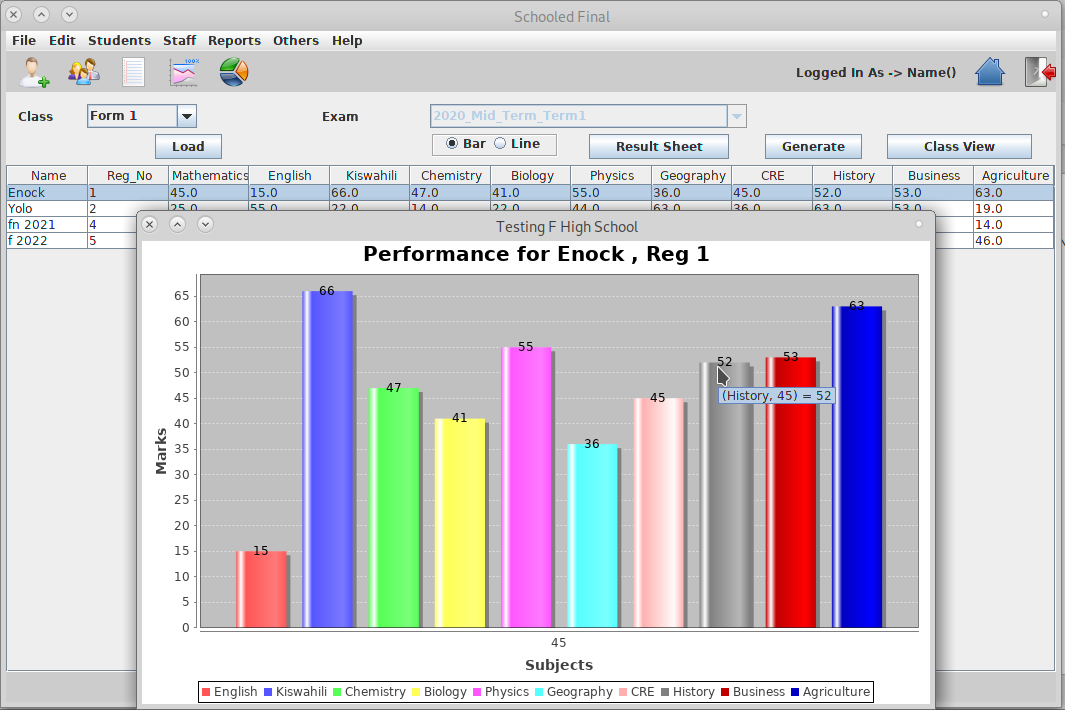 Schooled Final
File Edit Students Staff Reports Others Help
100%
Logged In As -> Name()
Class Form 1 Exam 2020_Mid_Term_Term1
Load Bar Line Result Sheet Generate Class View
Name Reg_No Mathematics English Kiswahili Chemistry Biology Physics Geography CRE History Business Agriculture
Enock 1 45.0 15.0 66.0 47.0 41.0 55.0 36.0 45.0 52.0 53.0 63.0
Yolo 2 25.0 55.0 22.0 14.0 22.0 44.0 63.0 36.0 63.0 53.0 19.0
fn 2021 4 14.0
f 2022 5 46.0
Testing F High School
Performance for Enock , Reg 1
66
65
63
60
55
55
53
52
50
47
45
45
(History, 45) = 52
41
40
36
35
30
25
20
15
15
10
5
0
Marks
45
Subjects
English Kiswahili Chemistry Biology Physics Geography CRE History Business Agriculture